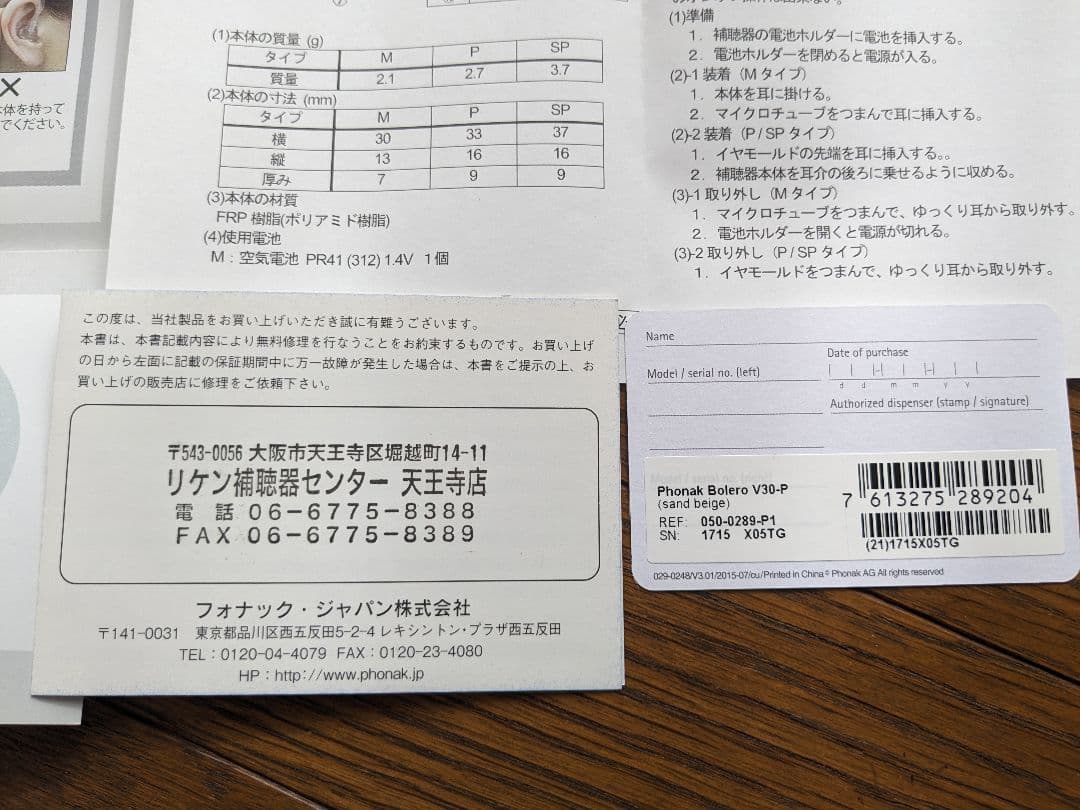 体を持って
でください。
(1)本体の質量 (g)
タイプ M P SP
質量 2.1 2.7 3.7
(2)本体の寸法 (mm)
タイプ M P SP
横 30 33 37
縦 13 16 16
厚み 7 9 9
(3)本体の材質
FRP 樹脂(ポリアミド樹脂)
(4)使用電池
M：空気電池 PR41 (312) 1.4V 1個
(1)準備
1. 補聴器の電池ホルダーに電池を挿入する。
2. 電池ホルダーを閉めると電源が入る。
(2)-1 装着 (M タイプ)
1. 本体を耳に掛ける。
2. マイクロチューブをつまんで耳に挿入する。
(2)-2 装着 (P / SP タイプ)
1. イヤモールドの先端を耳に挿入する。。
2. 補聴器本体を耳介の後ろに乗せるように収める。
(3)-1 取り外し (M タイプ)
1. マイクロチューブをつまんで、ゆっくり耳から取り外す。
2. 電池ホルダーを開くと電源が切れる。
(3)-2 取り外し (P / SP タイプ)
1. イヤモールドをつまんで、ゆっくり耳から取り外す。
この度は、当社製品をお買い上げいただき誠に有難うございます。
本書は、本書記載内容により無料修理を行なうことをお約束するものです。お買い上げ
の日から左面に記載の保証期間中に万一故障が発生した場合は、本書をご提示の上、お
買い上げの販売店に修理をご依頼下さい。
〒543-0056 大阪市天王寺区堀越町14-11
リケン補聴器センター 天王寺店
電 話 06-6775-8388
FAX 06-6775-8389
フォナック・ジャパン株式会社
〒141-0031 東京都品川区西五反田5-2-4 レキシントン・プラザ西五反田
TEL：0120-04-4079 FAX：0120-23-4080
HP：http://www.phonak.jp
Name
Date of purchase
Model / serial no. (left)
d d m m y y
Authorized dispenser (stamp / signature)
Phonak Bolero V30-P
(sand beige)
REF: 050-0289-P1
SN: 1715 X05TG
7 613275 289204
(21)1715X05TG
029-0248/V3.01/2015-07/cu/Printed in China © Phonak AG All rights reserved